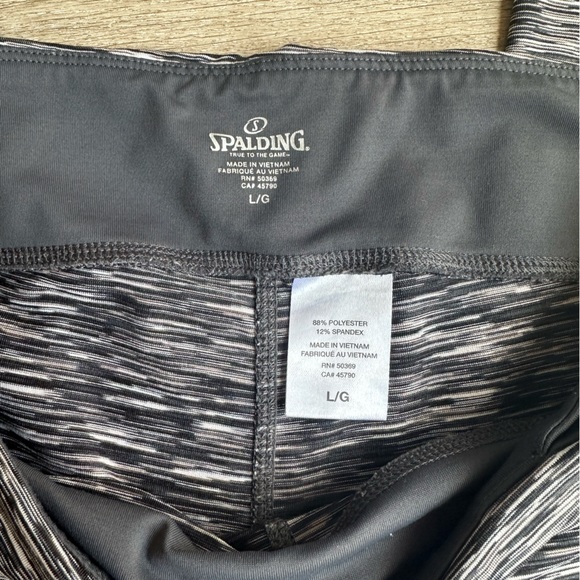 S
SPALDING.
TRUE TO THE GAME™
MADE IN VIETNAM
FABRIQUÉ AU VIETNAM
RN# 50369
CA# 45790
L/G
88% POLYESTER
12% SPANDEX
MADE IN VIETNAM
FABRIQUÉ AU VIETNAM
RN# 50369
CA# 45790
L/G